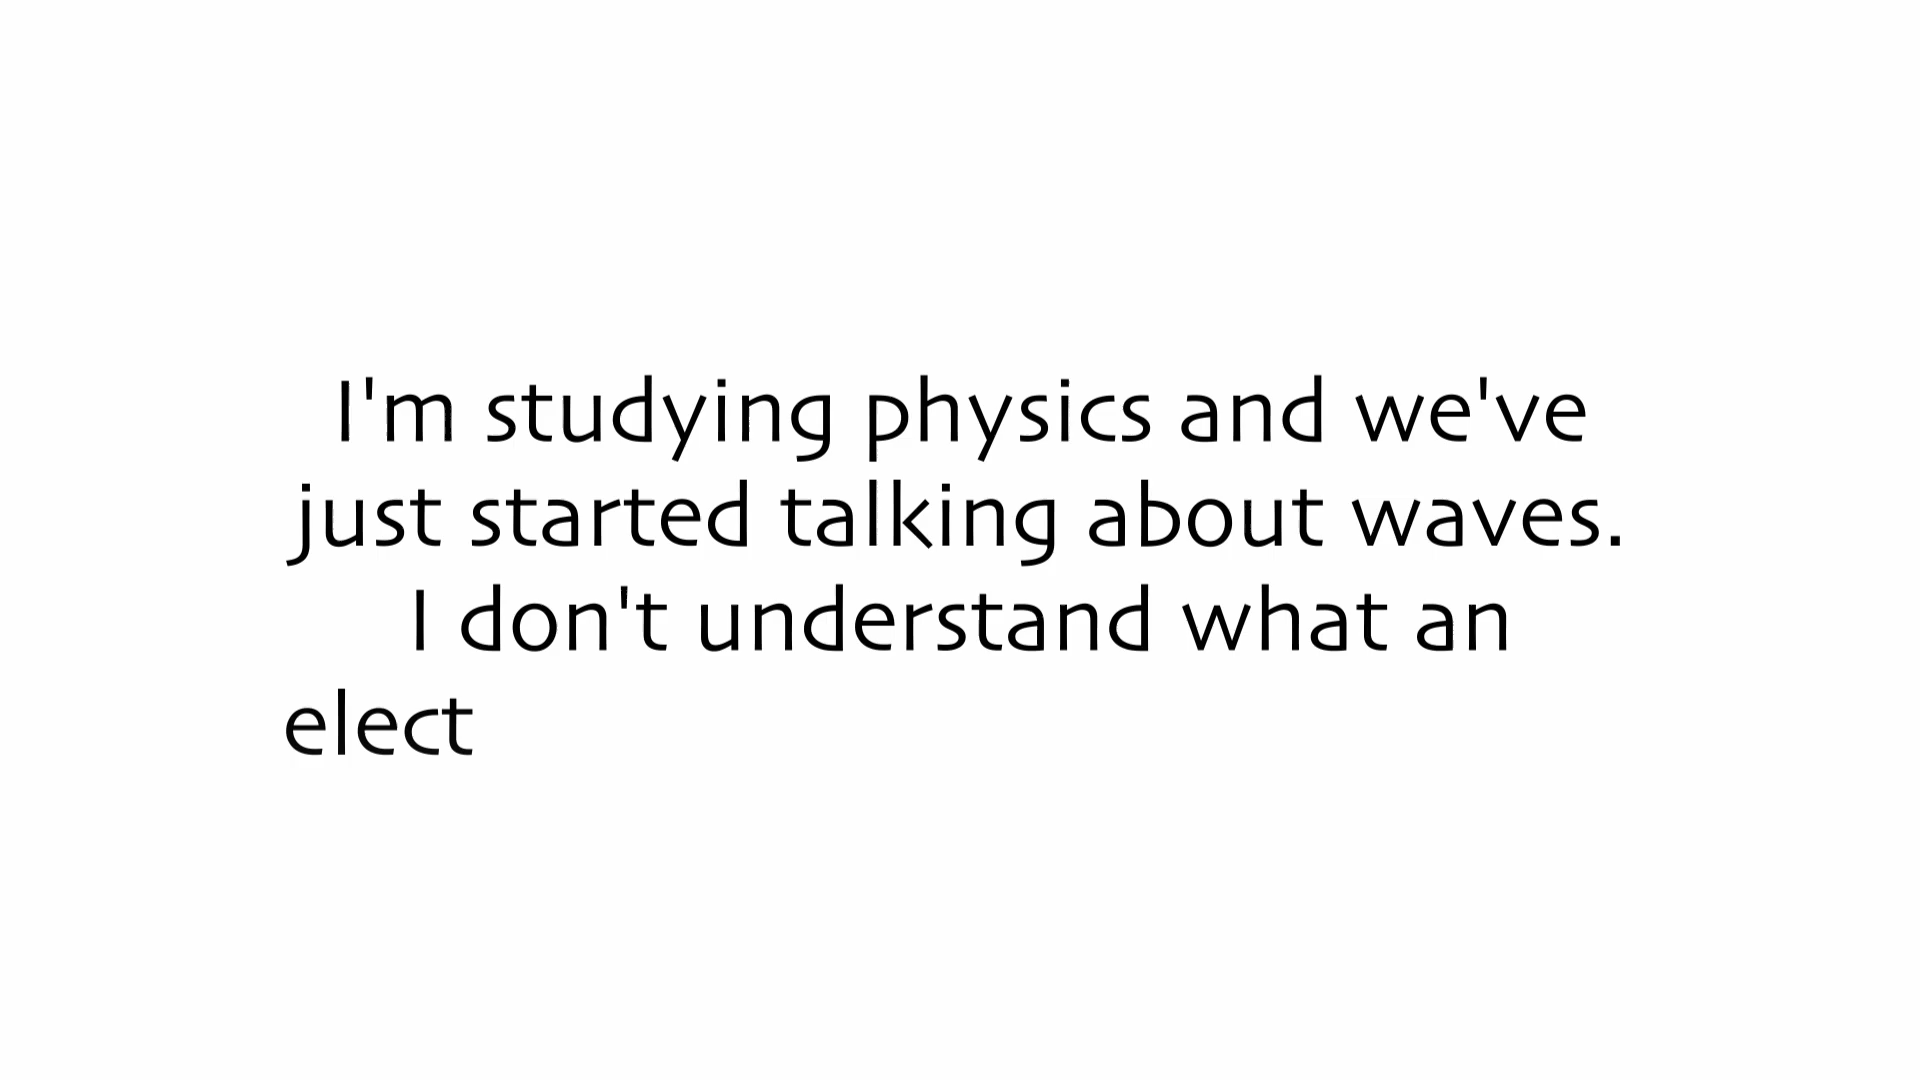 I'm studying physics and we've
just started talking about waves.
I don't understand what an
elect